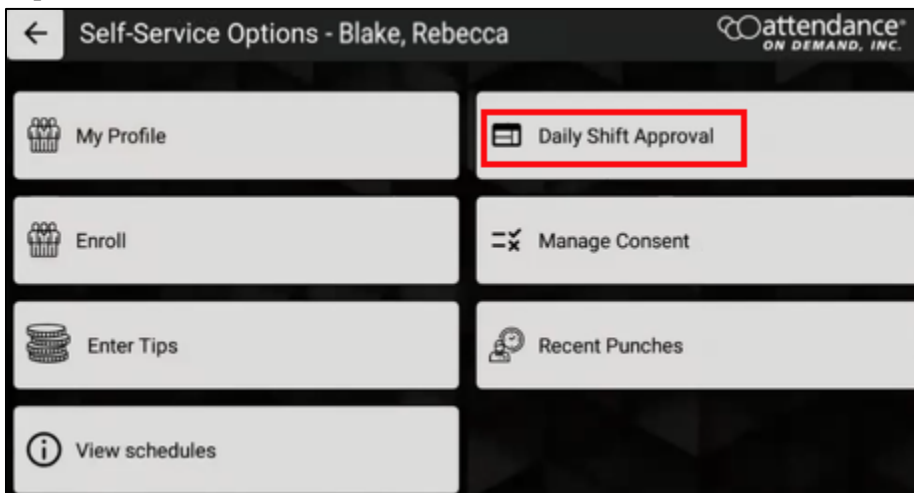 Self-Service Options - Blake, Rebecca
attendance®
ON DEMAND, INC.
My Profile
Daily Shift Approval
Enroll
Manage Consent
Enter Tips
Recent Punches
View schedules